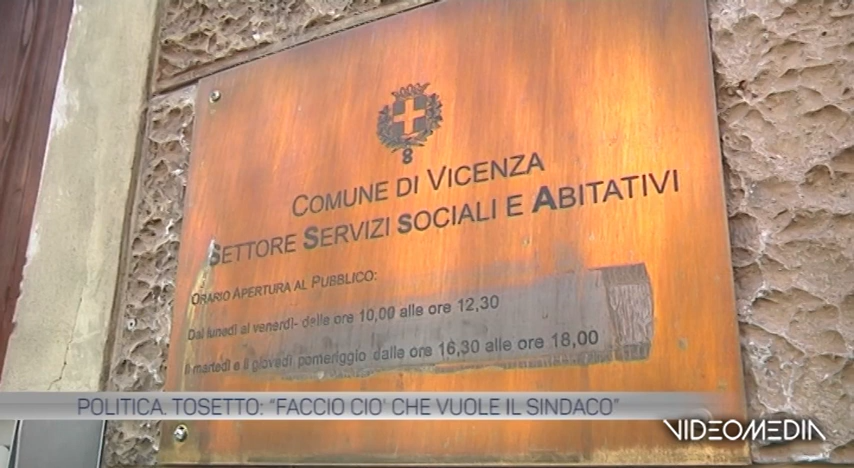 COMUNE DI VICENZA
SETTORE SERVIZI SOCIALI E ABITATIVI
ORARIO APERTURA AL PUBBLICO:
Dal lunedì al venerdì- dalle ore 10,00 alle ore 12,30
Il martedì e il giovedì pomeriggio dalle ore 16,30 alle ore 18,00
POLITICA. TOSETTO: "FACCIO CIO' CHE VUOLE IL SINDACO"
VIDEOMEDIA